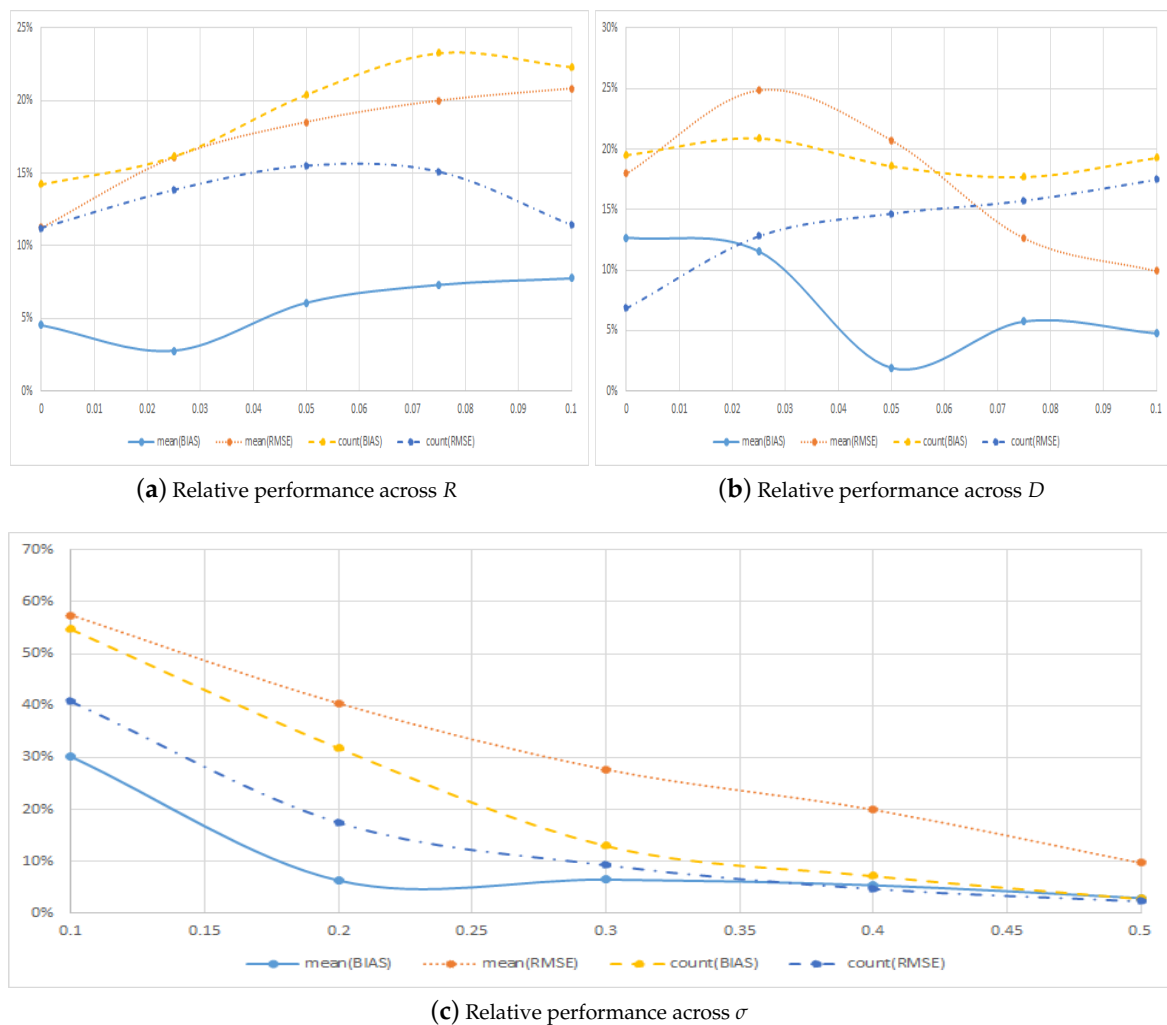 25%
20%
15%
10%
5%
0%
0 0.01 0.02 0.03 0.04 0.05 0.06 0.07 0.08 0.09 0.1
mean(BIAS) mean(RMSE) count(BIAS) count(RMSE)
(a) Relative performance across R
30%
25%
20%
15%
10%
5%
0%
0 0.01 0.02 0.03 0.04 0.05 0.06 0.07 0.08 0.09 0.1
mean(BIAS) mean(RMSE) count(BIAS) count(RMSE)
(b) Relative performance across D
70%
60%
50%
40%
30%
20%
10%
0%
0.1 0.15 0.2 0.25 0.3 0.35 0.4 0.45 0.5
mean(BIAS) mean(RMSE) count(BIAS) count(RMSE)
(c) Relative performance across σ